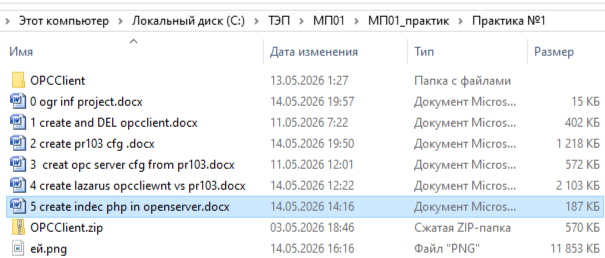 Этот компьютер > Локальный диск (C:) > ТЭП > МП01 > МП01_практик > Практика №1
Имя Дата изменения Тип Размер
OPCClient 13.05.2026 1:27 Папка с файлами
0 ogr inf project.docx 14.05.2026 19:57 Документ Micros... 15 КБ
1 create and DEL opcclient.docx 11.05.2026 7:22 Документ Micros... 402 КБ
2 create pr103 cfg .docx 14.05.2026 19:50 Документ Micros... 1 218 КБ
3  creat opc server cfg from pr103.docx 11.05.2026 12:01 Документ Micros... 572 КБ
4 create lazarus opccliewnt vs pr103.docx 14.05.2026 12:22 Документ Micros... 2 103 КБ
5 create indec php in openserver.docx 14.05.2026 14:16 Документ Micros... 187 КБ
OPCClient.zip 03.05.2026 18:46 Сжатая ZIP-папка 570 КБ
ей.png 14.05.2026 16:16 Файл "PNG" 11 853 КБ